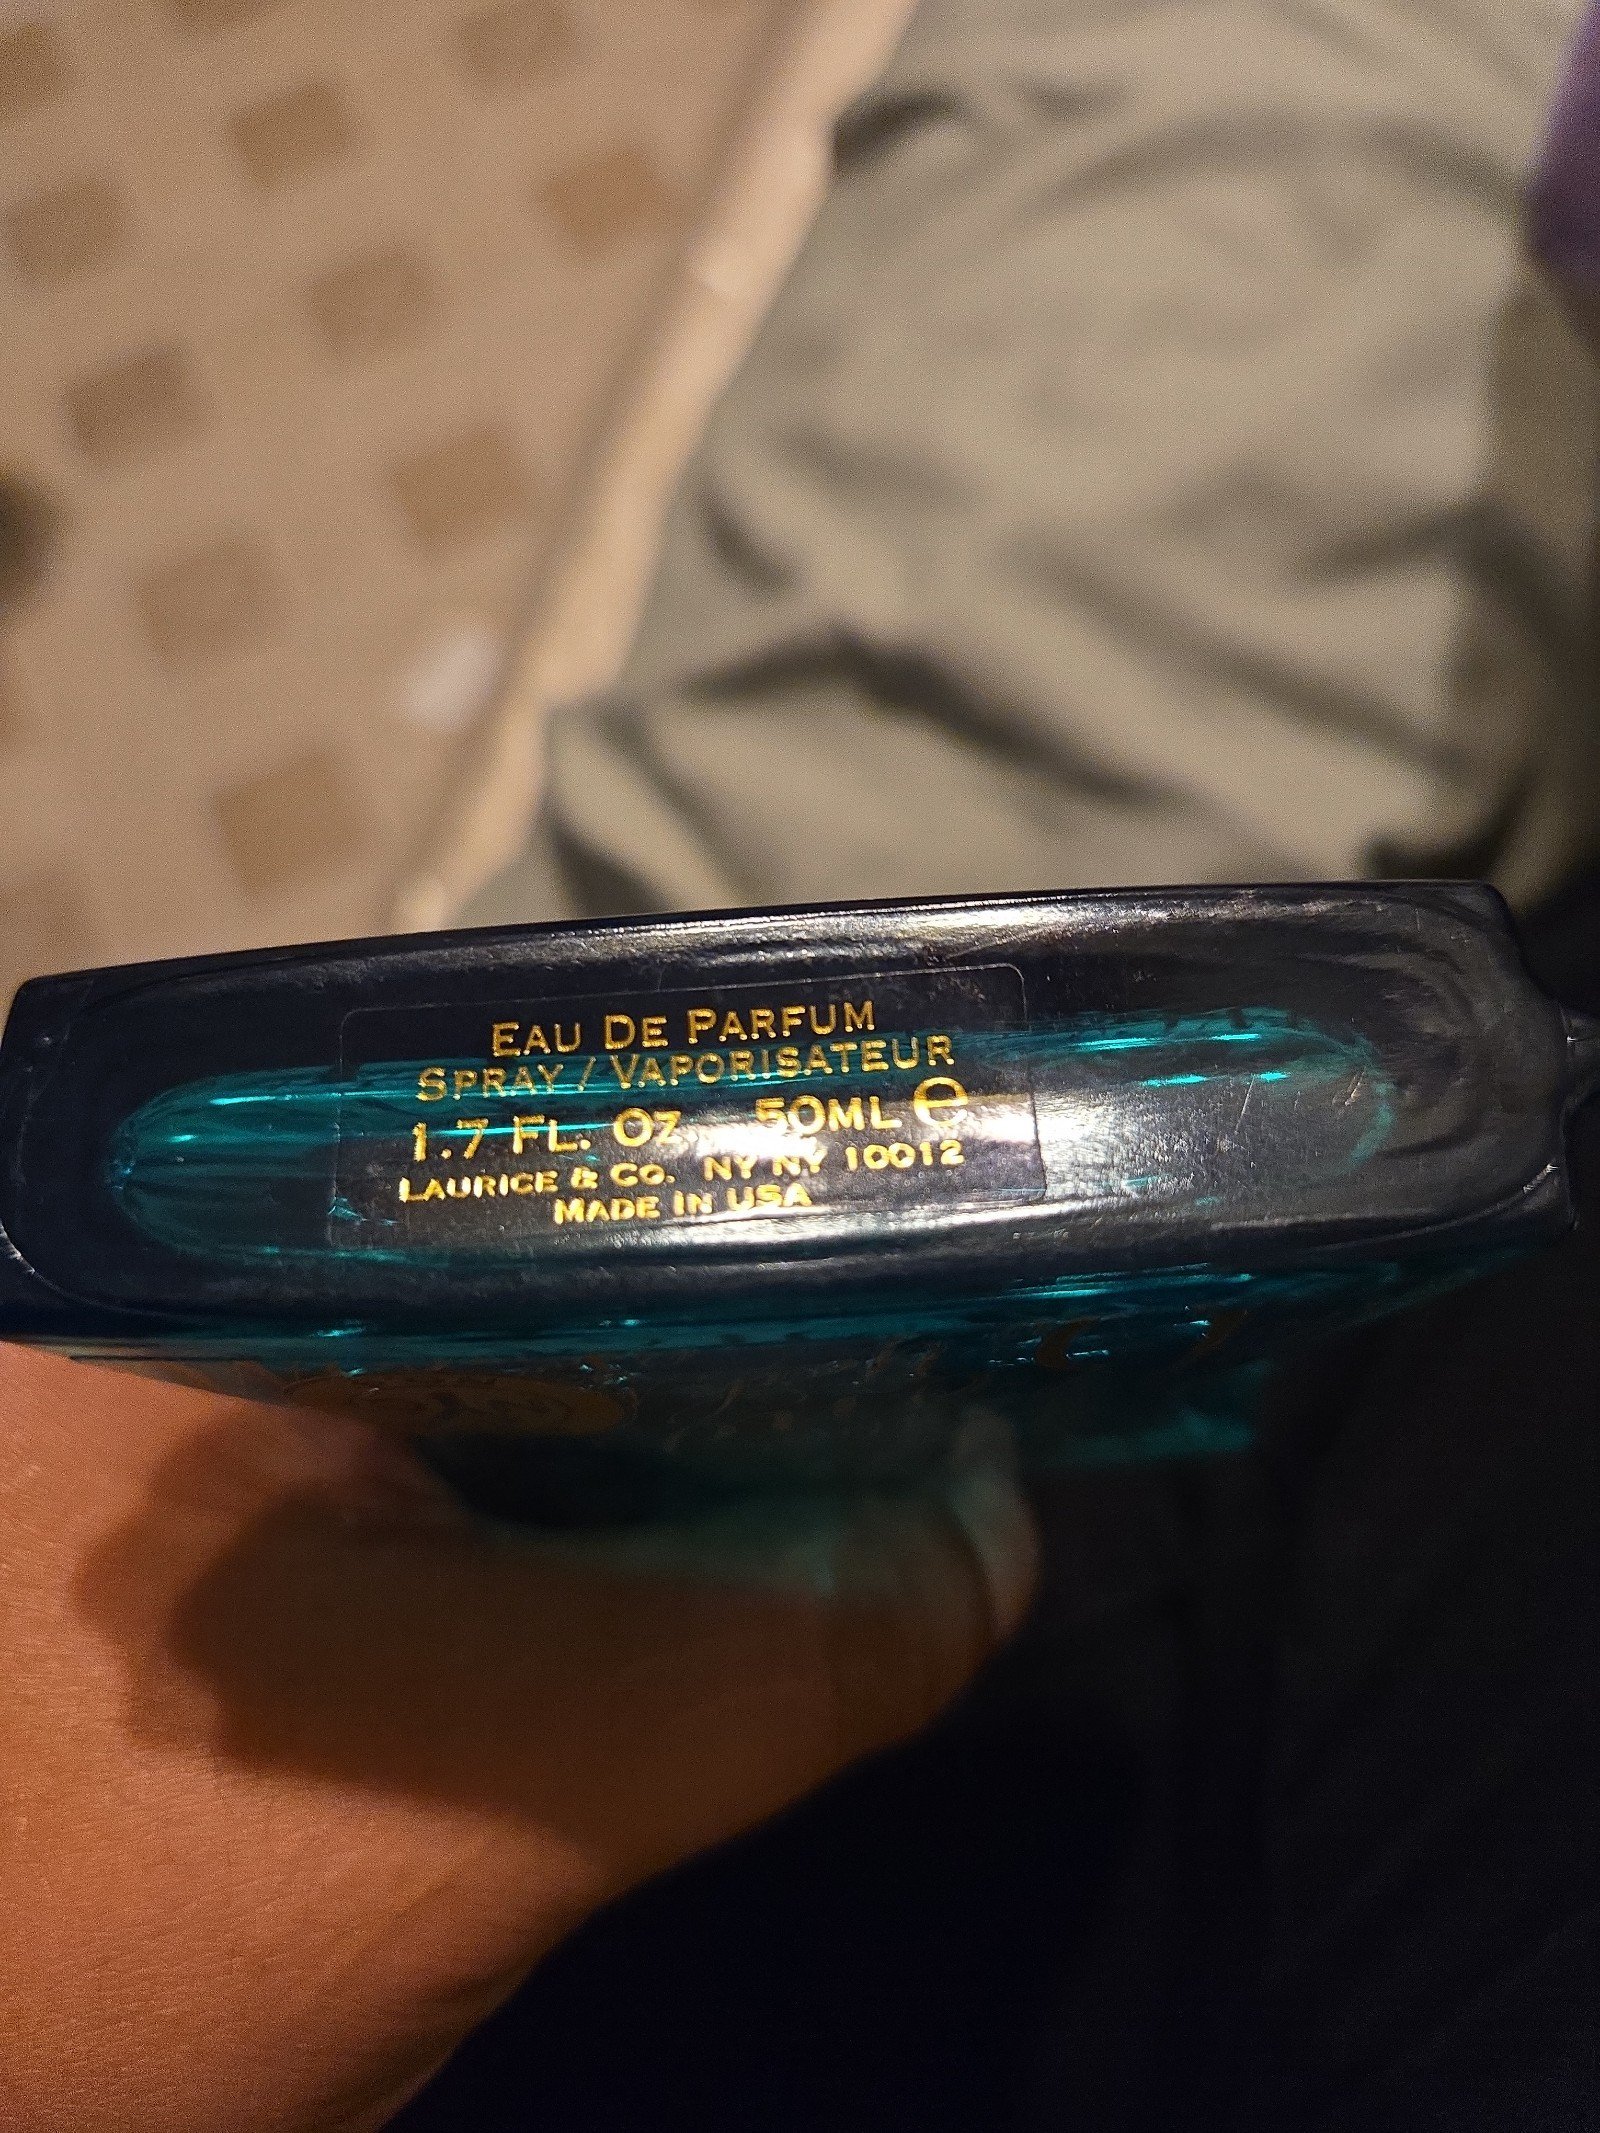 EAU DE PARFUM
SPRAY / VAPORISATEUR
1.7 FL. OZ. 50ML ℮
LAURICE & CO. NY NY 10012
MADE IN USA